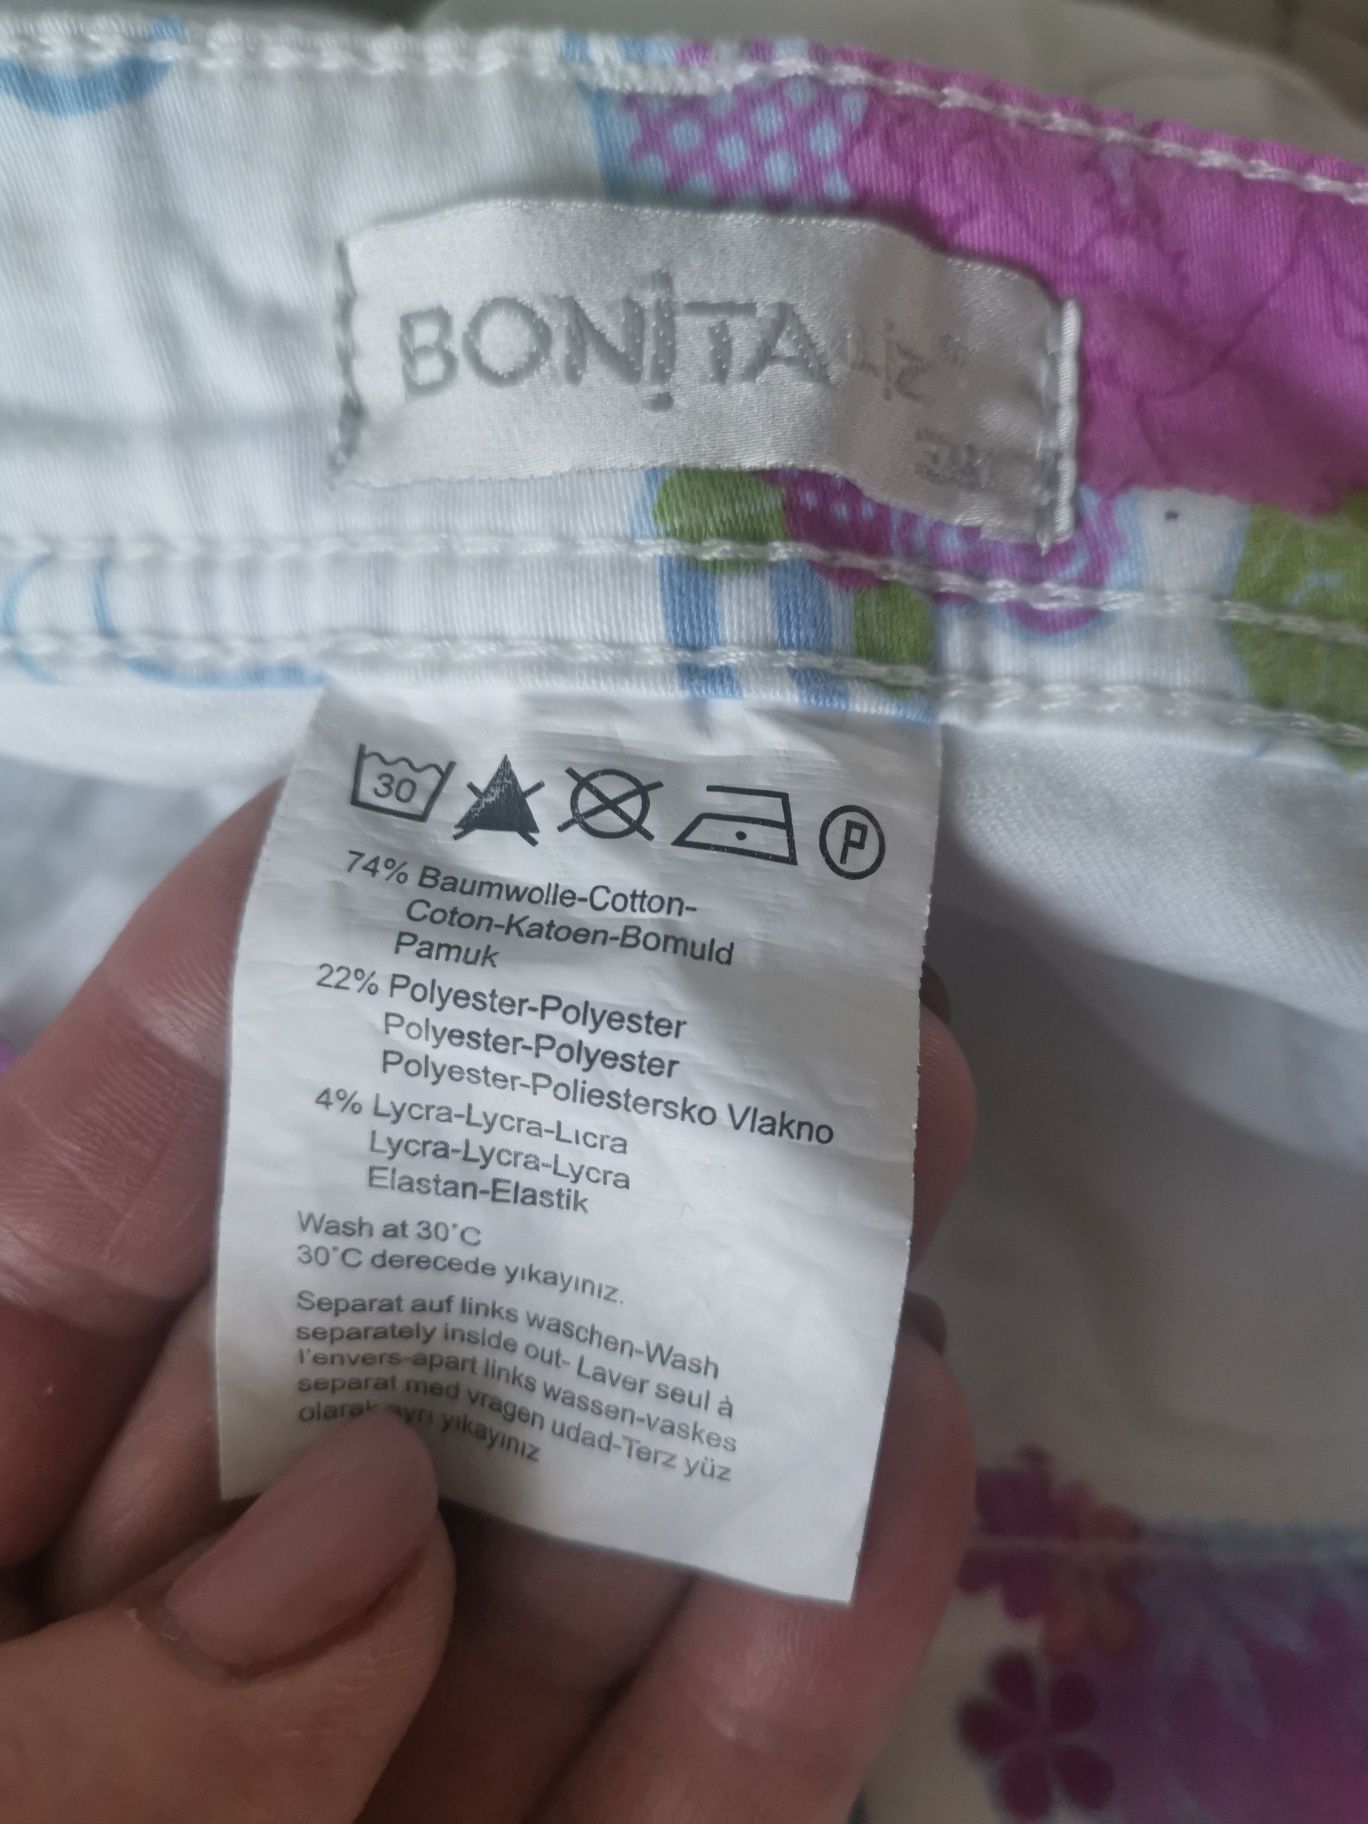 BONiTA
30
P
74% Baumwolle-Cotton-
Coton-Katoen-Bomuld
Pamuk
22% Polyester-Polyester
Polyester-Polyester
Polyester-Poliestersko Vlakno
4% Lycra-Lycra-Lıcra
Lycra-Lycra-Lycra
Elastan-Elastik
Wash at 30°C
30°C derecede yıkayınız.
Separat auf links waschen-Wash
separately inside out- Laver seul à
l'envers-apart links wassen-vaskes
separat med vragen udad-Terz yüz
olarak ayrı yıkayınız